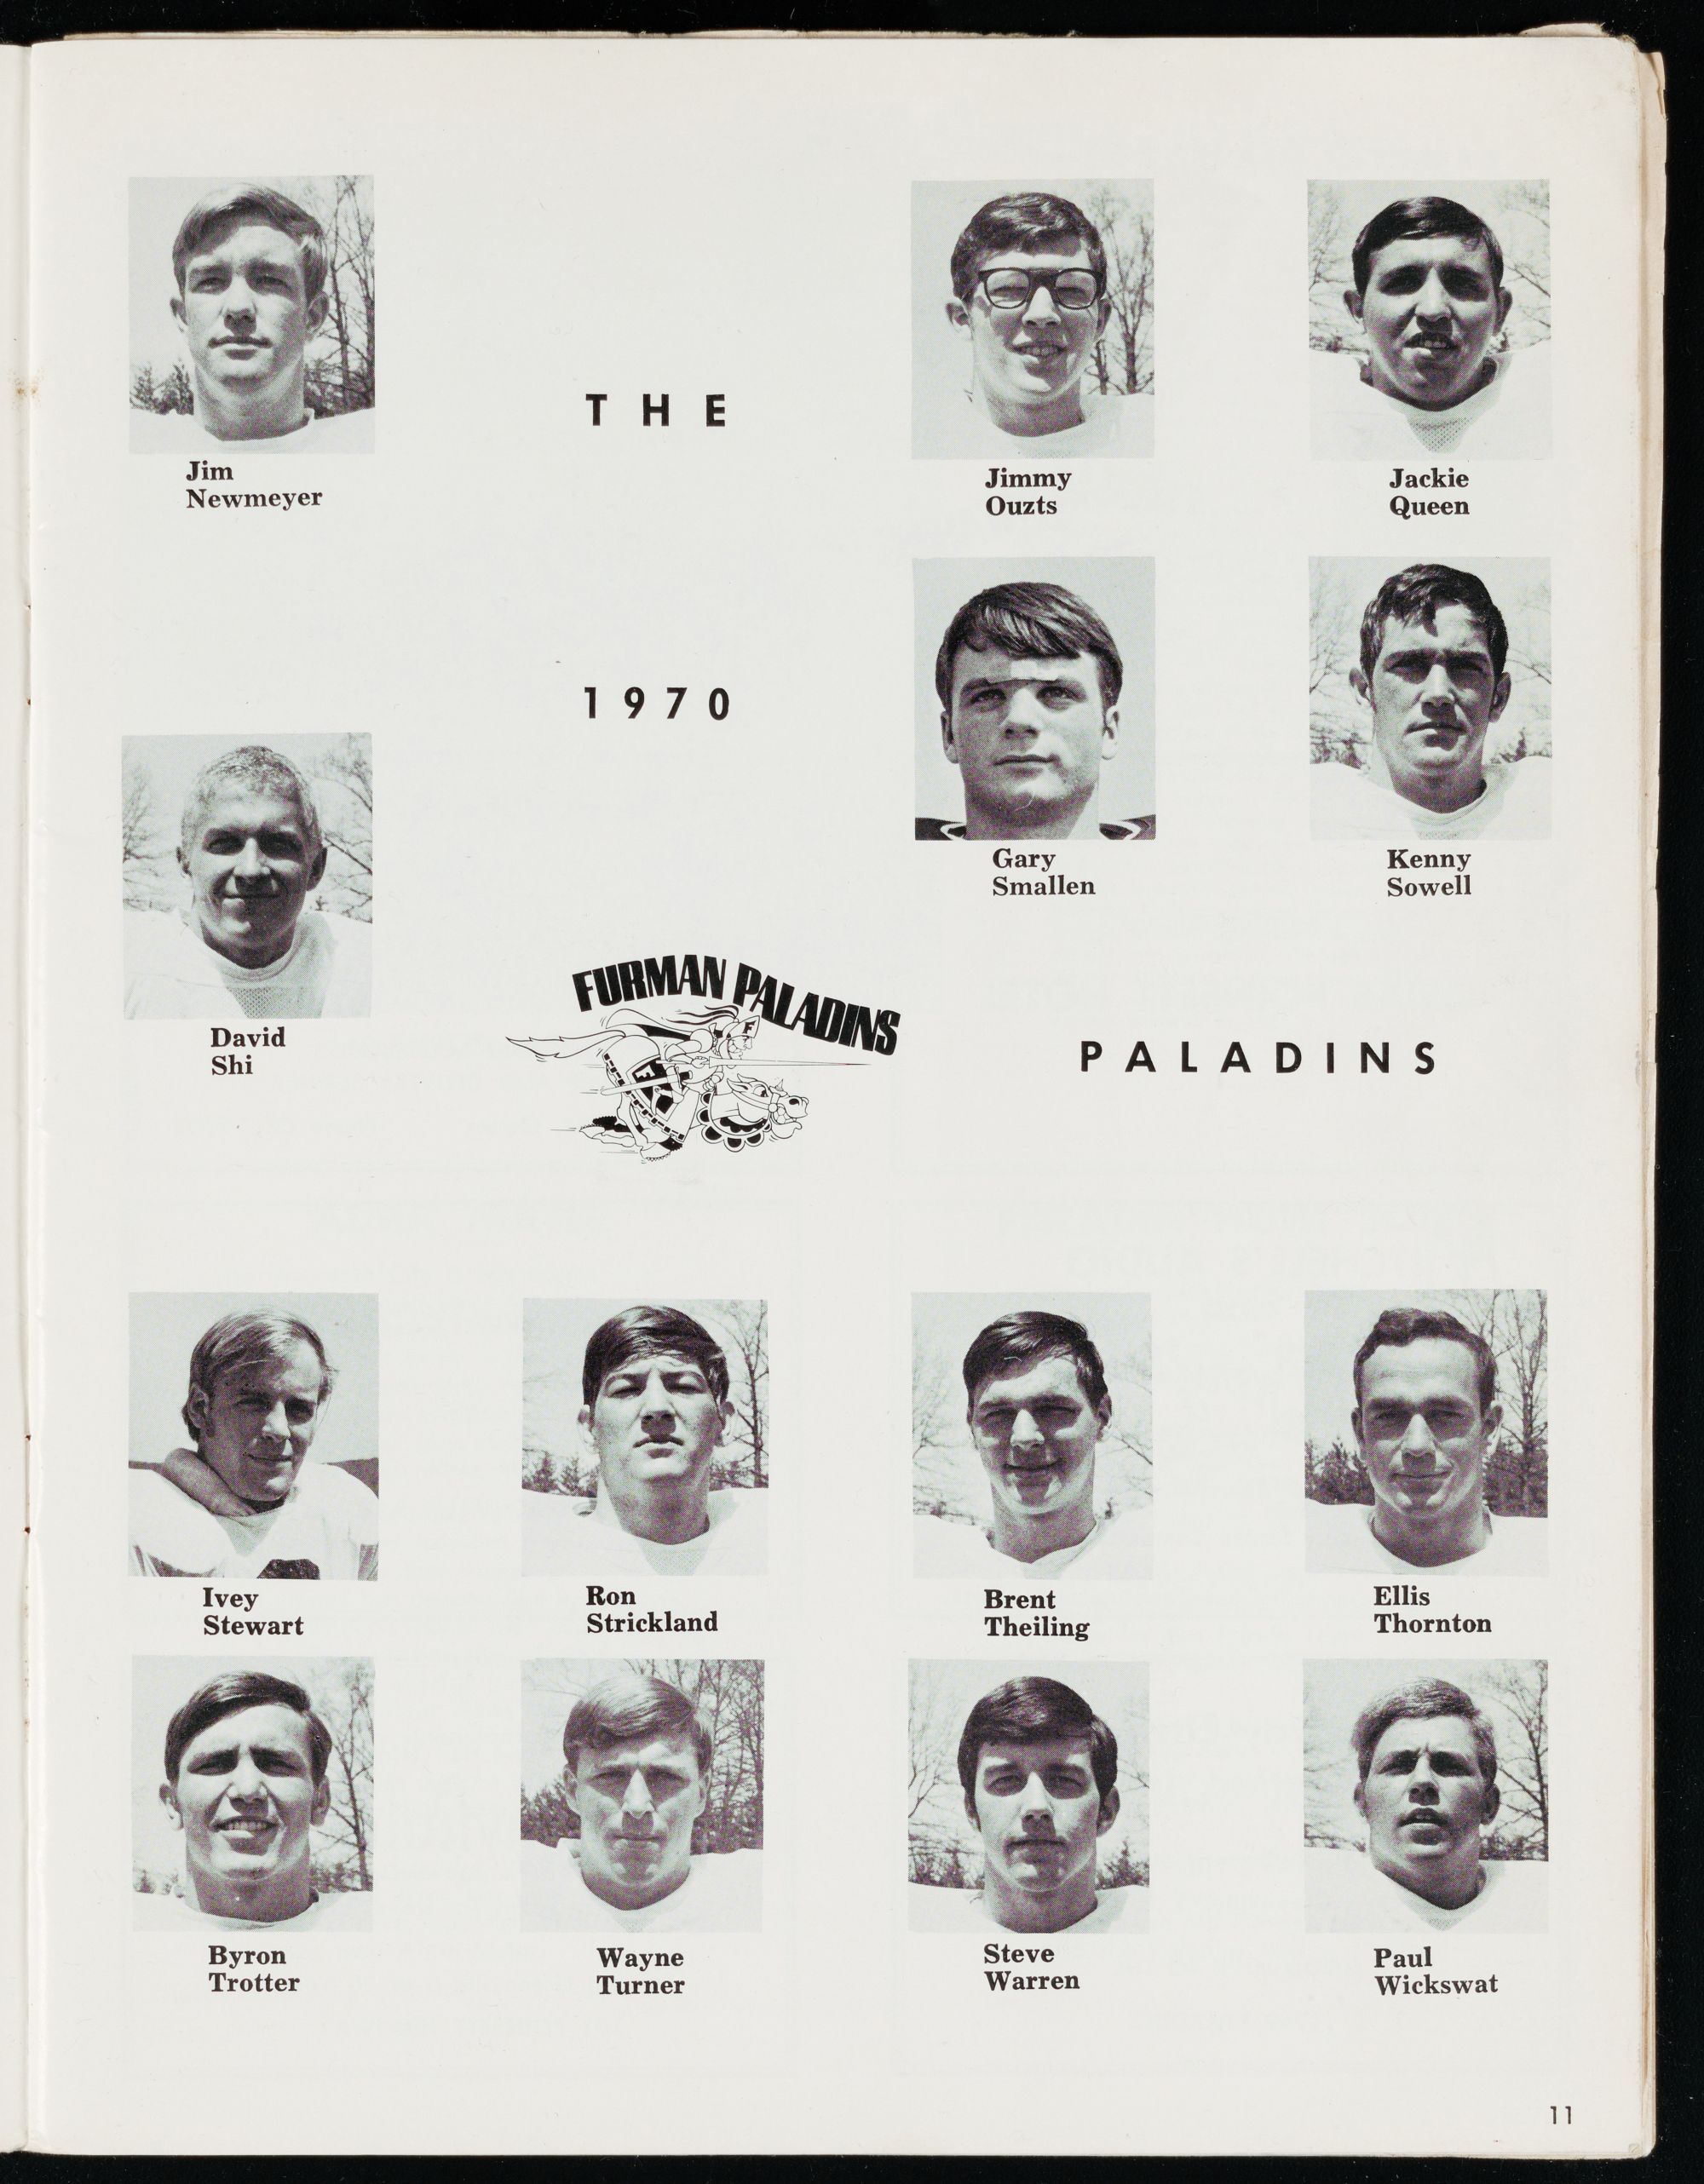 Jim
Newmeyer
THE
Jimmy
Ouzts
Jackie
Queen
1970
Gary
Smallen
Kenny
Sowell
David
Shi
FURMAN PALADINS
F
F
PALADINS
Ivey
Stewart
Ron
Strickland
Brent
Theiling
Ellis
Thornton
Byron
Trotter
Wayne
Turner
Steve
Warren
Paul
Wickswat
11